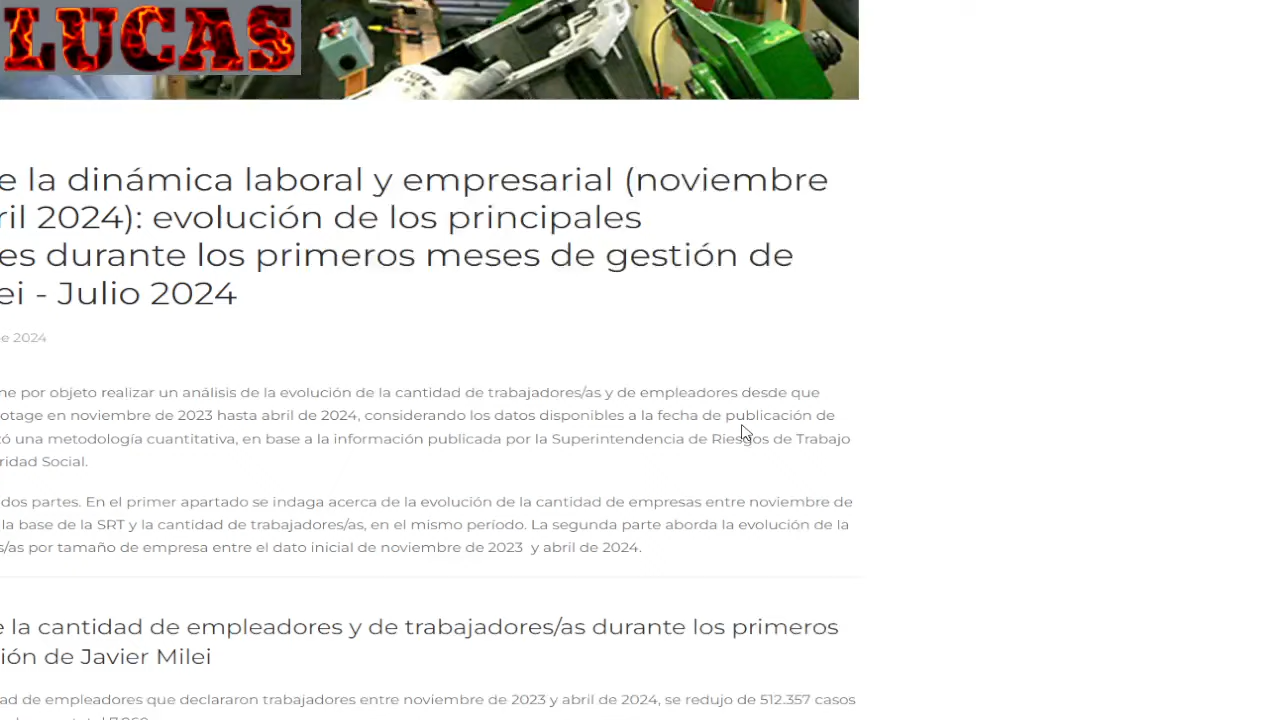 LUCAS
e la dinámica laboral y empresarial (noviembre
ril 2024): evolución de los principales
es durante los primeros meses de gestión de
ei - Julio 2024
e 2024
ne por objeto realizar un análisis de la evolución de la cantidad de trabajadores/as y de empleadores desde que
otage en noviembre de 2023 hasta abril de 2024, considerando los datos disponibles a la fecha de publicación de
zó una metodología cuantitativa, en base a la información publicada por la Superintendencia de Riesgos de Trabajo
ridad Social.
dos partes. En el primer apartado se indaga acerca de la evolución de la cantidad de empresas entre noviembre de
la base de la SRT y la cantidad de trabajadores/as, en el mismo período. La segunda parte aborda la evolución de la
s/as por tamaño de empresa entre el dato inicial de noviembre de 2023 y abril de 2024.
e la cantidad de empleadores y de trabajadores/as durante los primeros
ión de Javier Milei
ad de empleadores que declararon trabajadores entre noviembre de 2023 y abril de 2024, se redujo de 512.357 casos